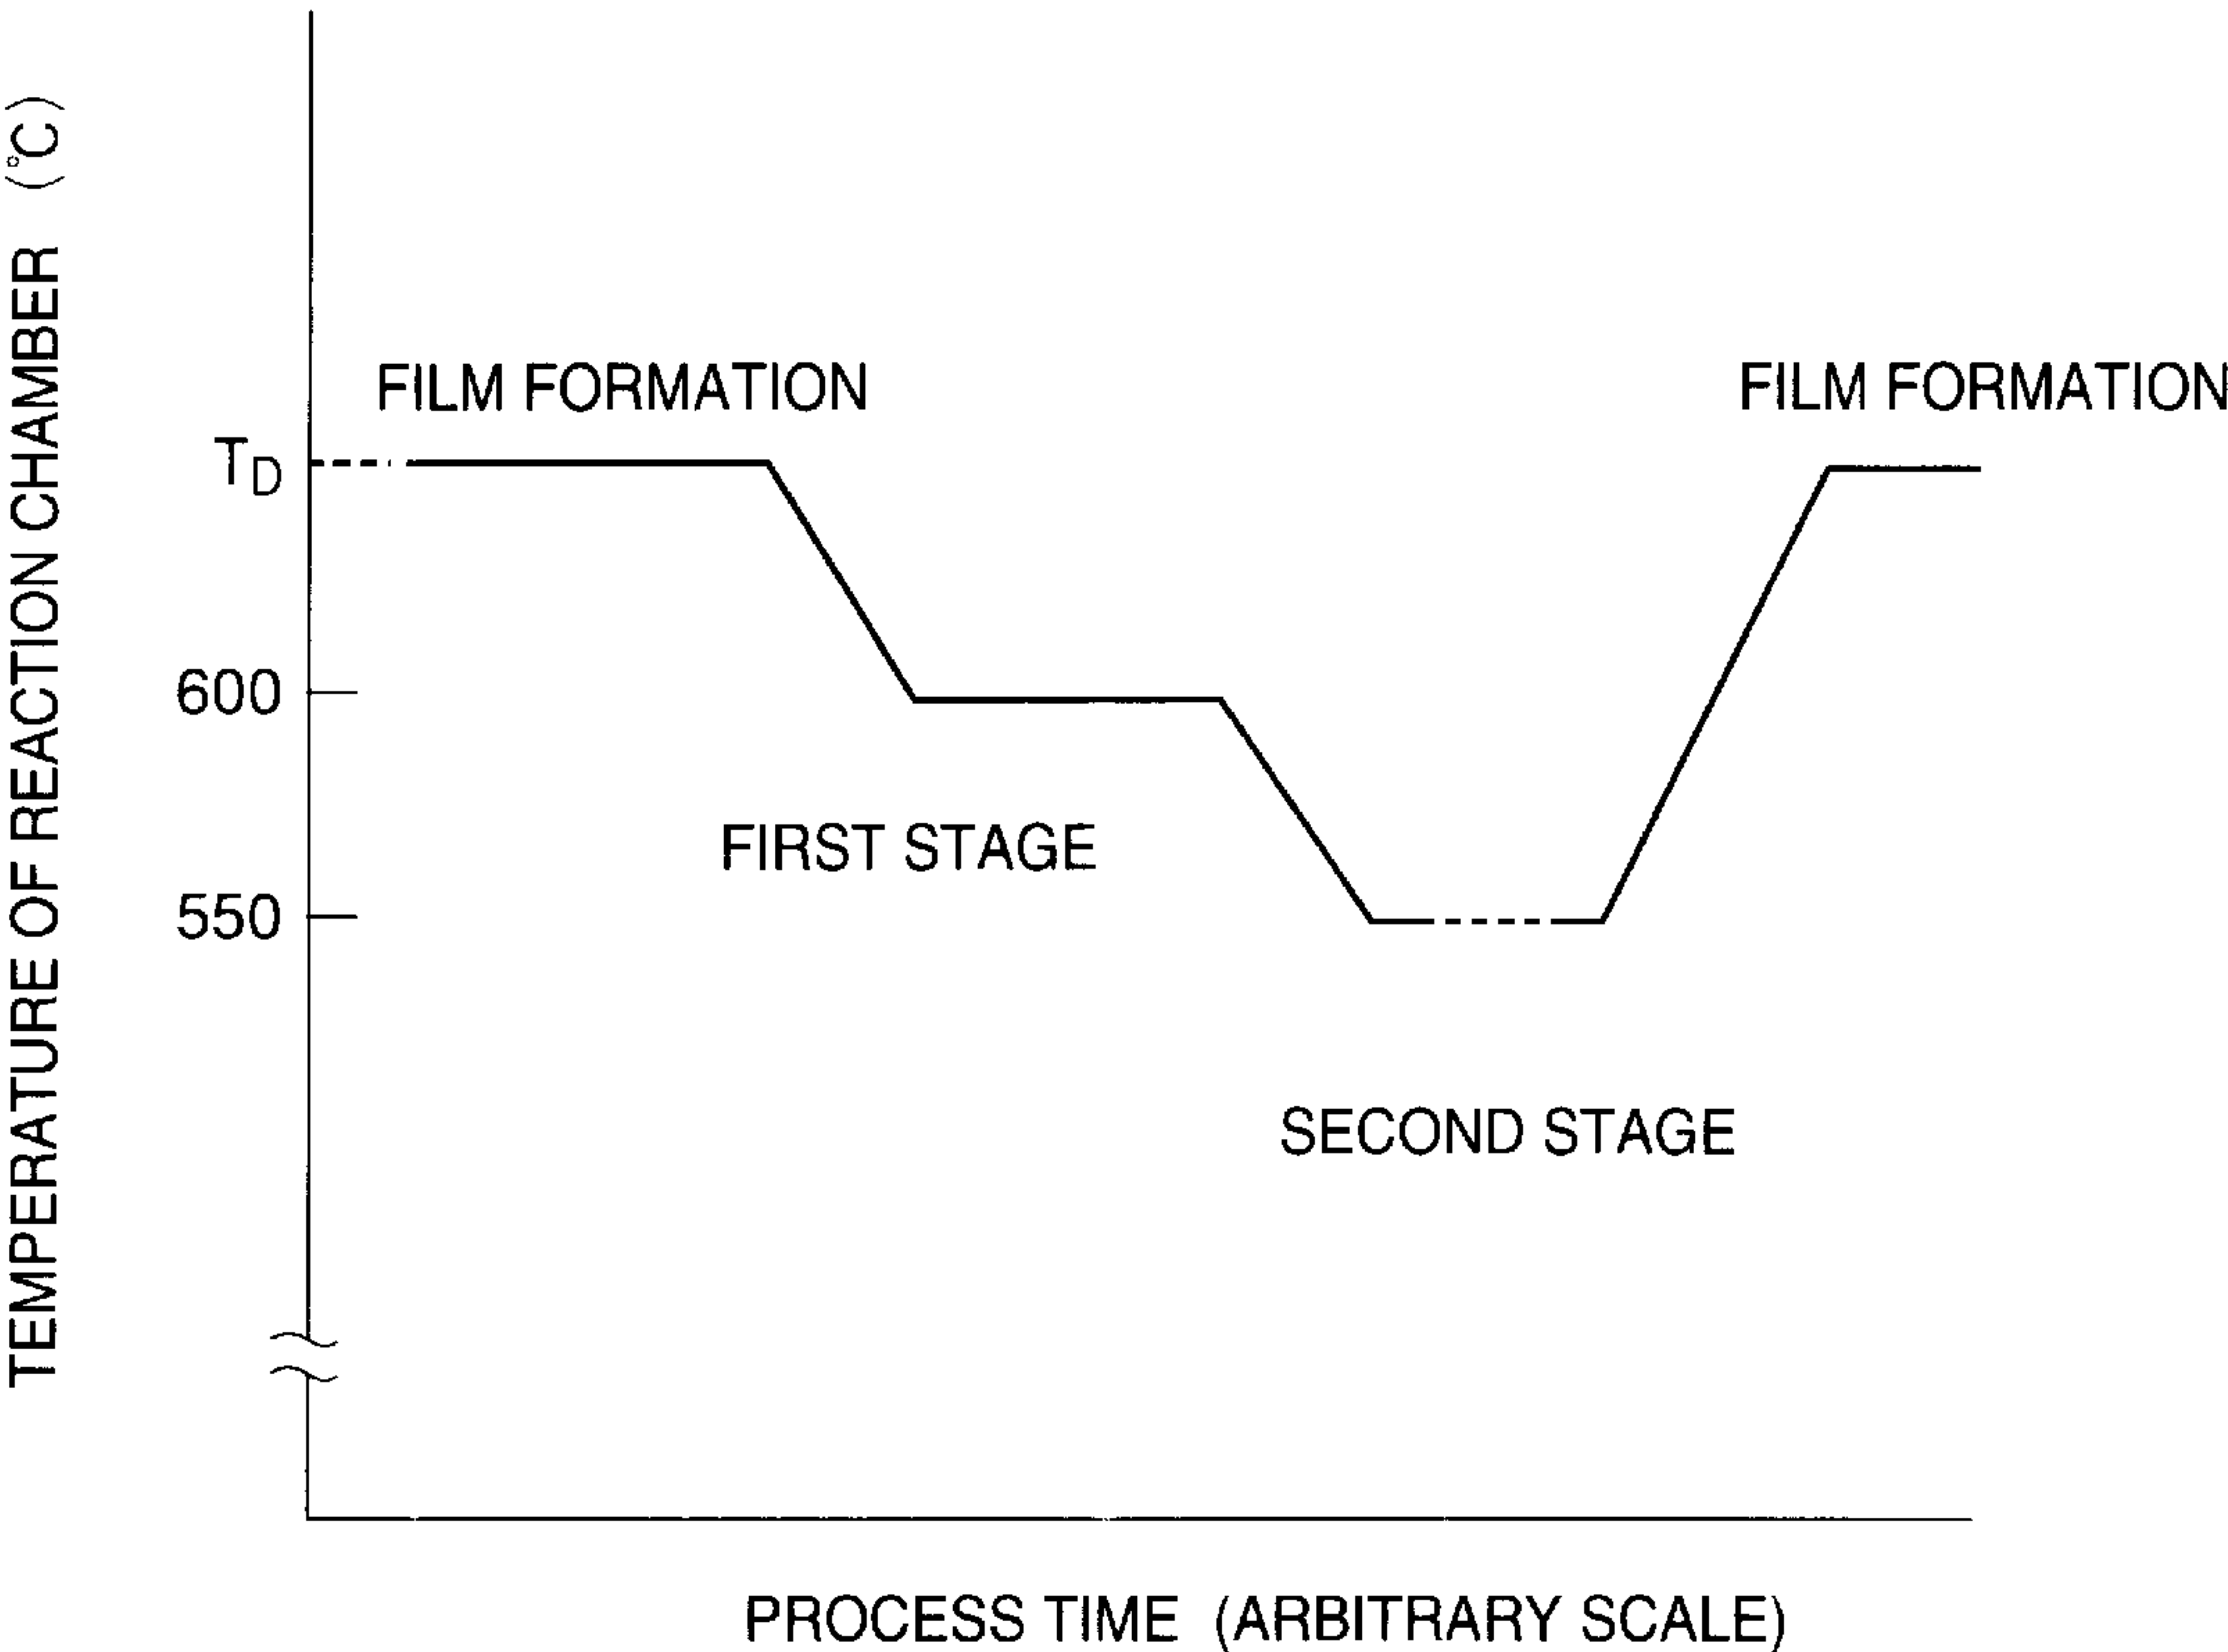 TEMPERATURE OF REACTION CHAMBER (°C)
FILM FORMATION
FILM FORMATION
TD
600
FIRST STAGE
550
SECOND STAGE
PROCESS TIME (ARBITRARY SCALE)